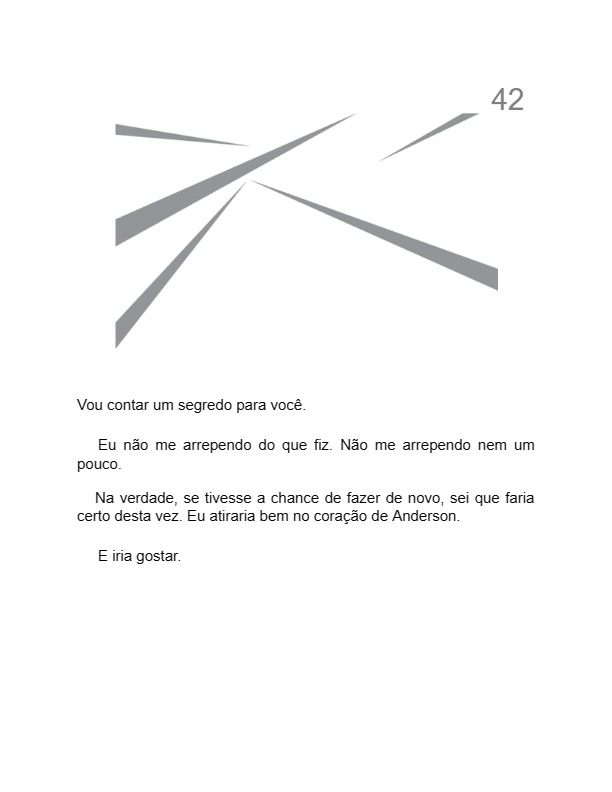 42
Vou contar um segredo para você.
Eu não me arrependo do que fiz. Não me arrependo nem um
pouco.
Na verdade, se tivesse a chance de fazer de novo, sei que faria
certo desta vez. Eu atiraria bem no coração de Anderson.
E iria gostar.